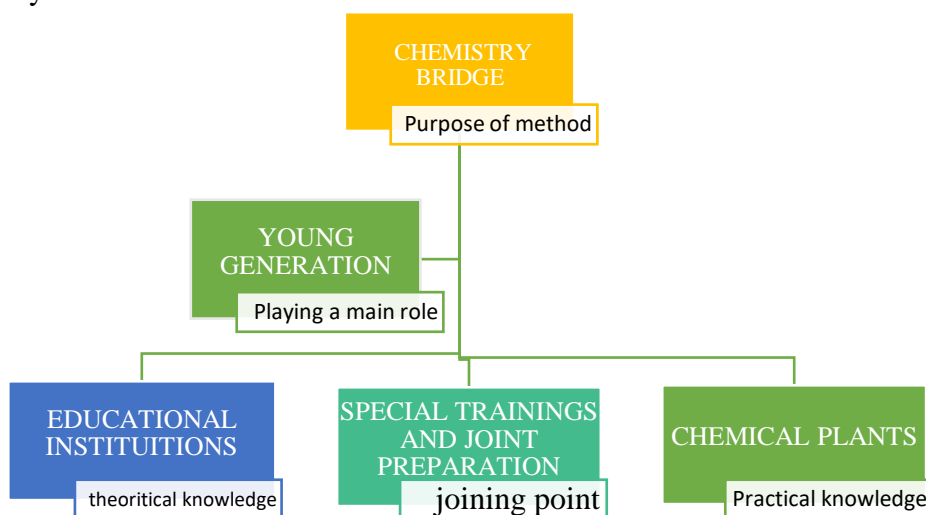 CHEMISTRY
BRIDGE
Purpose of method
YOUNG
GENERATION
Playing a main role
EDUCATIONAL
INSTITUITIONS
theoritical knowledge
SPECIAL TRAININGS
AND JOINT
PREPARATION
joining point
CHEMICAL PLANTS
Practical knowledge